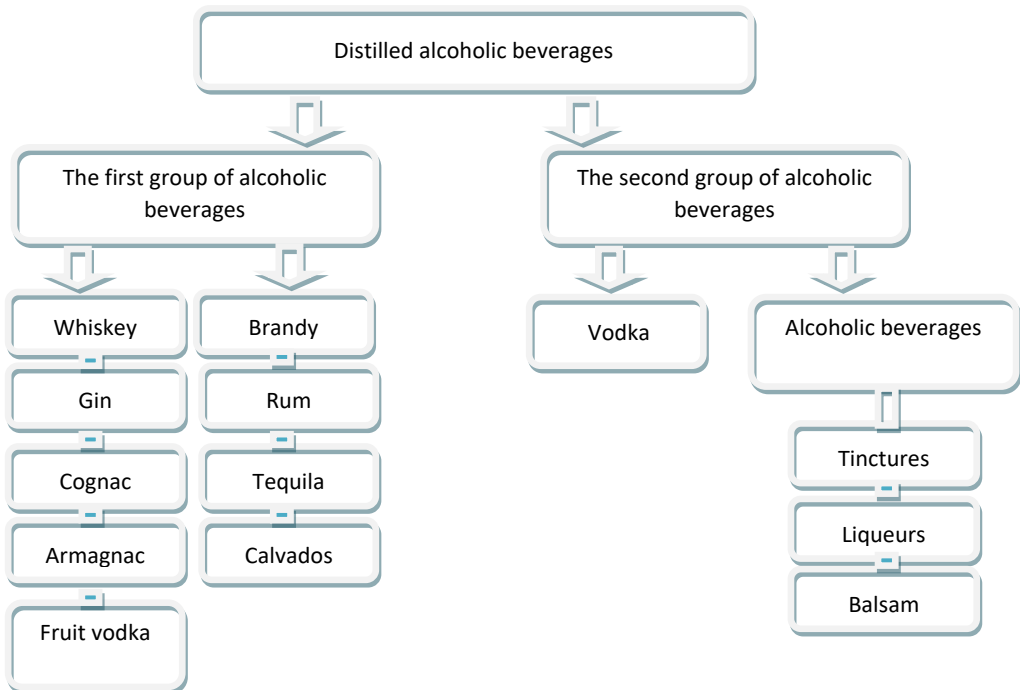 Distilled alcoholic beverages
The first group of alcoholic
beverages
The second group of alcoholic
beverages
Whiskey
Gin
Cognac
Armagnac
Fruit vodka
Brandy
Rum
Tequila
Calvados
Vodka
Alcoholic beverages
Tinctures
Liqueurs
Balsam